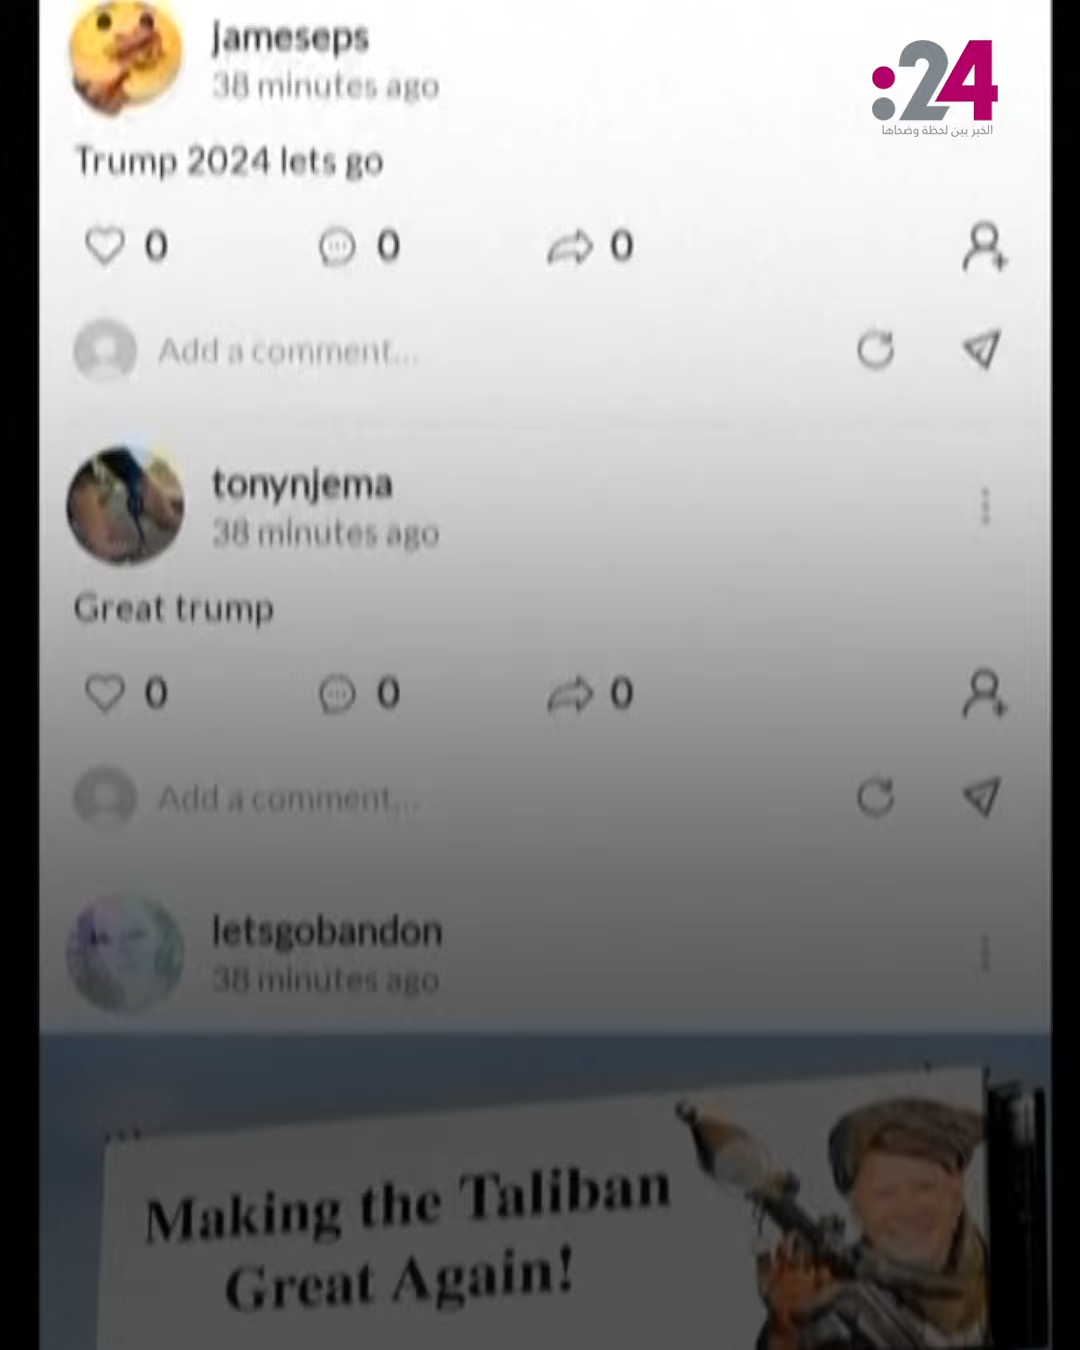 jameseps
38 minutes ago
:24
الخبر بين لحظة وضحاها
Trump 2024 lets go
0 0 0
Add a comment...
tonynjema
38 minutes ago
Great trump
0 0 0
Add a comment...
letsgobandon
38 minutes ago
Making the Taliban
Great Again!